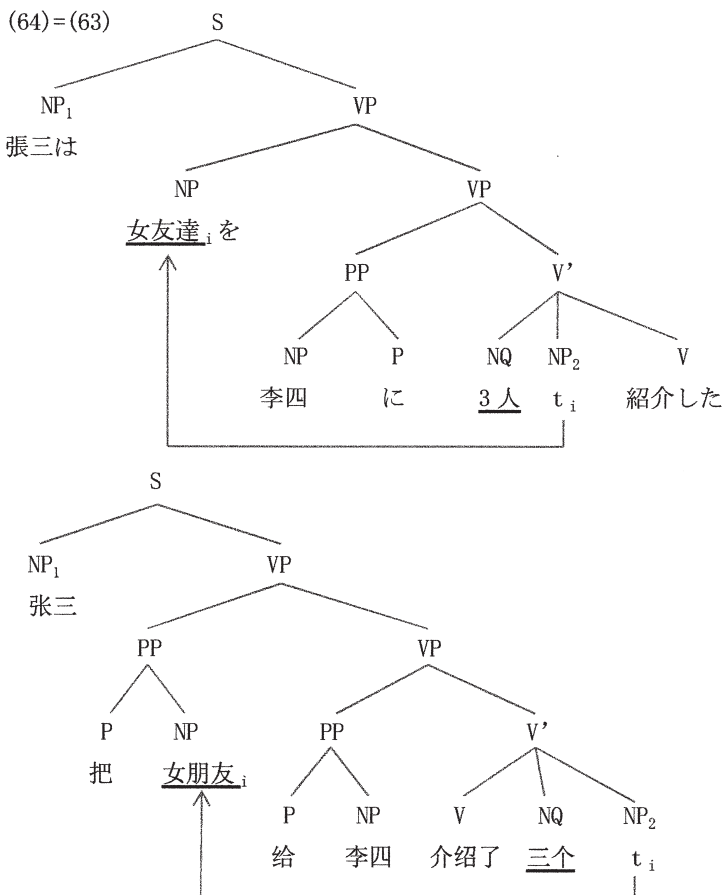 (64)=(63)
S
NP₁ VP
張三は
NP VP
女友達ᵢを
PP V’
NP P NQ NP₂ V
李四 に 3人 tᵢ 紹介した
S
NP₁ VP
张三
PP VP
P NP PP V’
把 女朋友ᵢ
P NP V NQ NP₂
给 李四 介绍了 三个 tᵢ